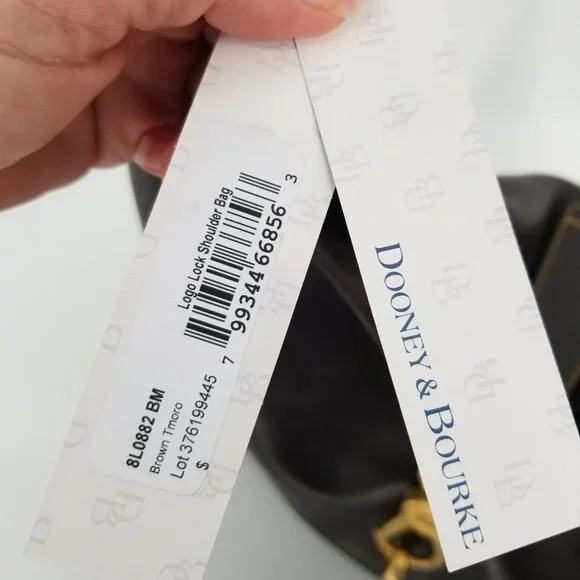 Logo Lock Shoulder Bag
7 99344 66856 3
8L0882 BM
Brown Tmoro
Lot 376199445
$
DOONEY & BOURKE